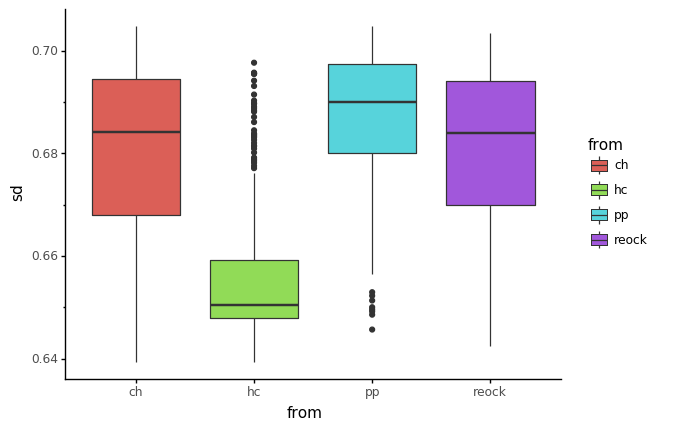 0.70
0.68
0.66
0.64
sd
ch
hc
pp
reock
from
from
ch
hc
pp
reock